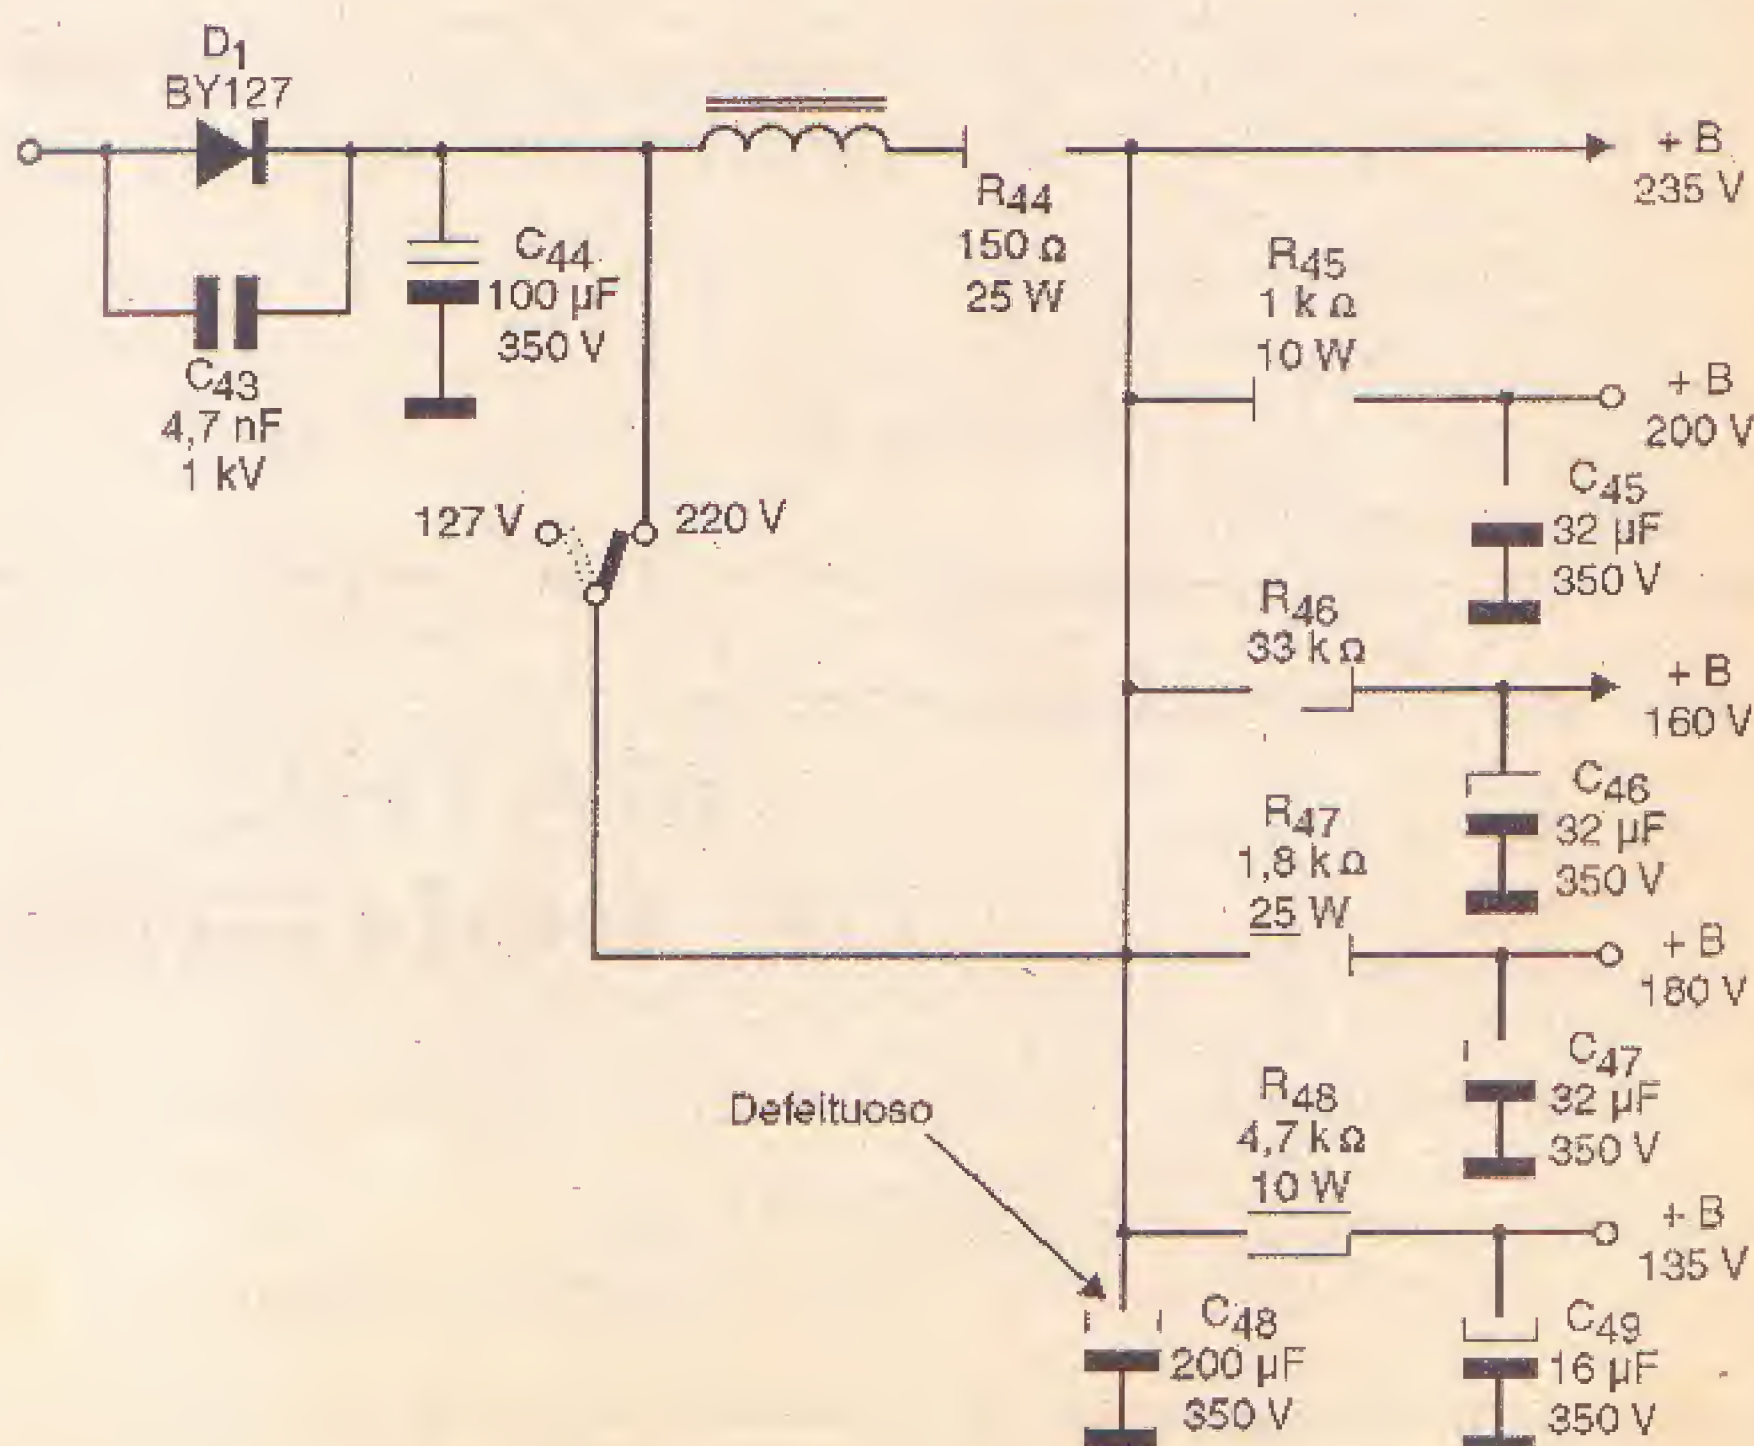 D1
BY127
C43
4,7 nF
1 kV
C44
100 µF
350 V
127 V
220 V
R44
150 Ω
25 W
+ B
235 V
R45
1 k Ω
10 W
+ B
200 V
C45
32 µF
350 V
R46
33 k Ω
+ B
160 V
C46
32 µF
350 V
R47
1,8 k Ω
25 W
+ B
180 V
C47
32 µF
350 V
Defeituoso
R48
4,7 k Ω
10 W
+ B
135 V
C48
200 µF
350 V
C49
16 µF
350 V